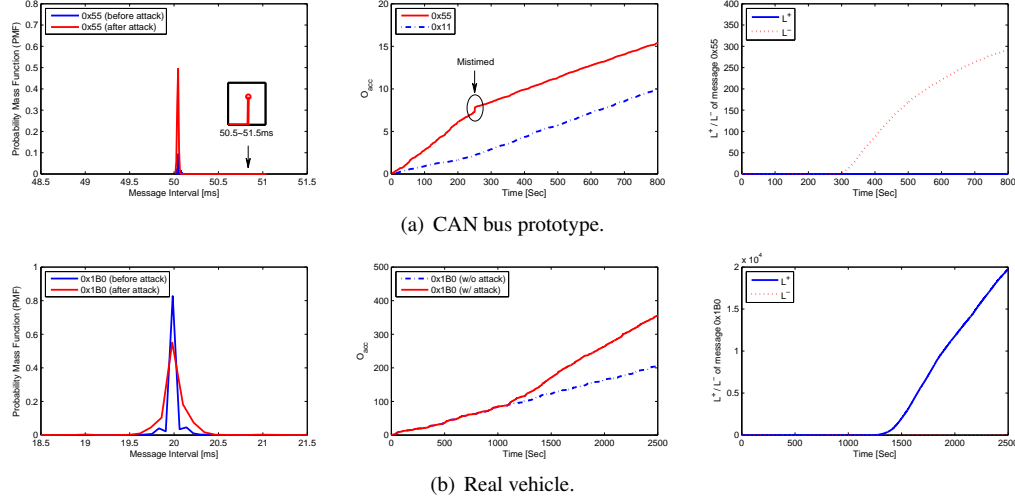 0.8
0.7
0.6
0.5
0.4
0.3
0.2
0.1
0
Probability Mass Function (PMF)
0x55 (before attack)
0x55 (after attack)
50.5~51.5ms
48.5 49 49.5 50 50.5 51 51.5
Message Interval [ms]
20
15
10
5
0
O_acc
0x55
0x11
Mistimed
0 100 200 300 400 500 600 700 800
Time [Sec]
400
350
300
250
200
150
100
50
0
L⁺ / L⁻ of message 0x55
L⁺
L⁻
0 100 200 300 400 500 600 700 800
Time [Sec]
(a) CAN bus prototype.
1
0.8
0.6
0.4
0.2
0
Probability Mass Function (PMF)
0x1B0 (before attack)
0x1B0 (after attack)
18.5 19 19.5 20 20.5 21 21.5
Message Interval [ms]
500
400
300
200
100
0
O_acc
0x1B0 (w/o attack)
0x1B0 (w/ attack)
0 500 1000 1500 2000 2500
Time [Sec]
2 x 10⁴
1.5
1
0.5
0
L⁺/ L⁻ of message 0x1B0
L⁺
L⁻
0 500 1000 1500 2000 2500
Time [Sec]
(b) Real vehicle.